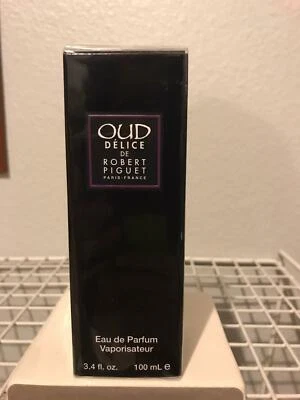 OUD
DÉLICE
DE
ROBERT
PIGUET
PARIS·FRANCE
Eau de Parfum
Vaporisateur
3.4 fl. oz. 100 mL e